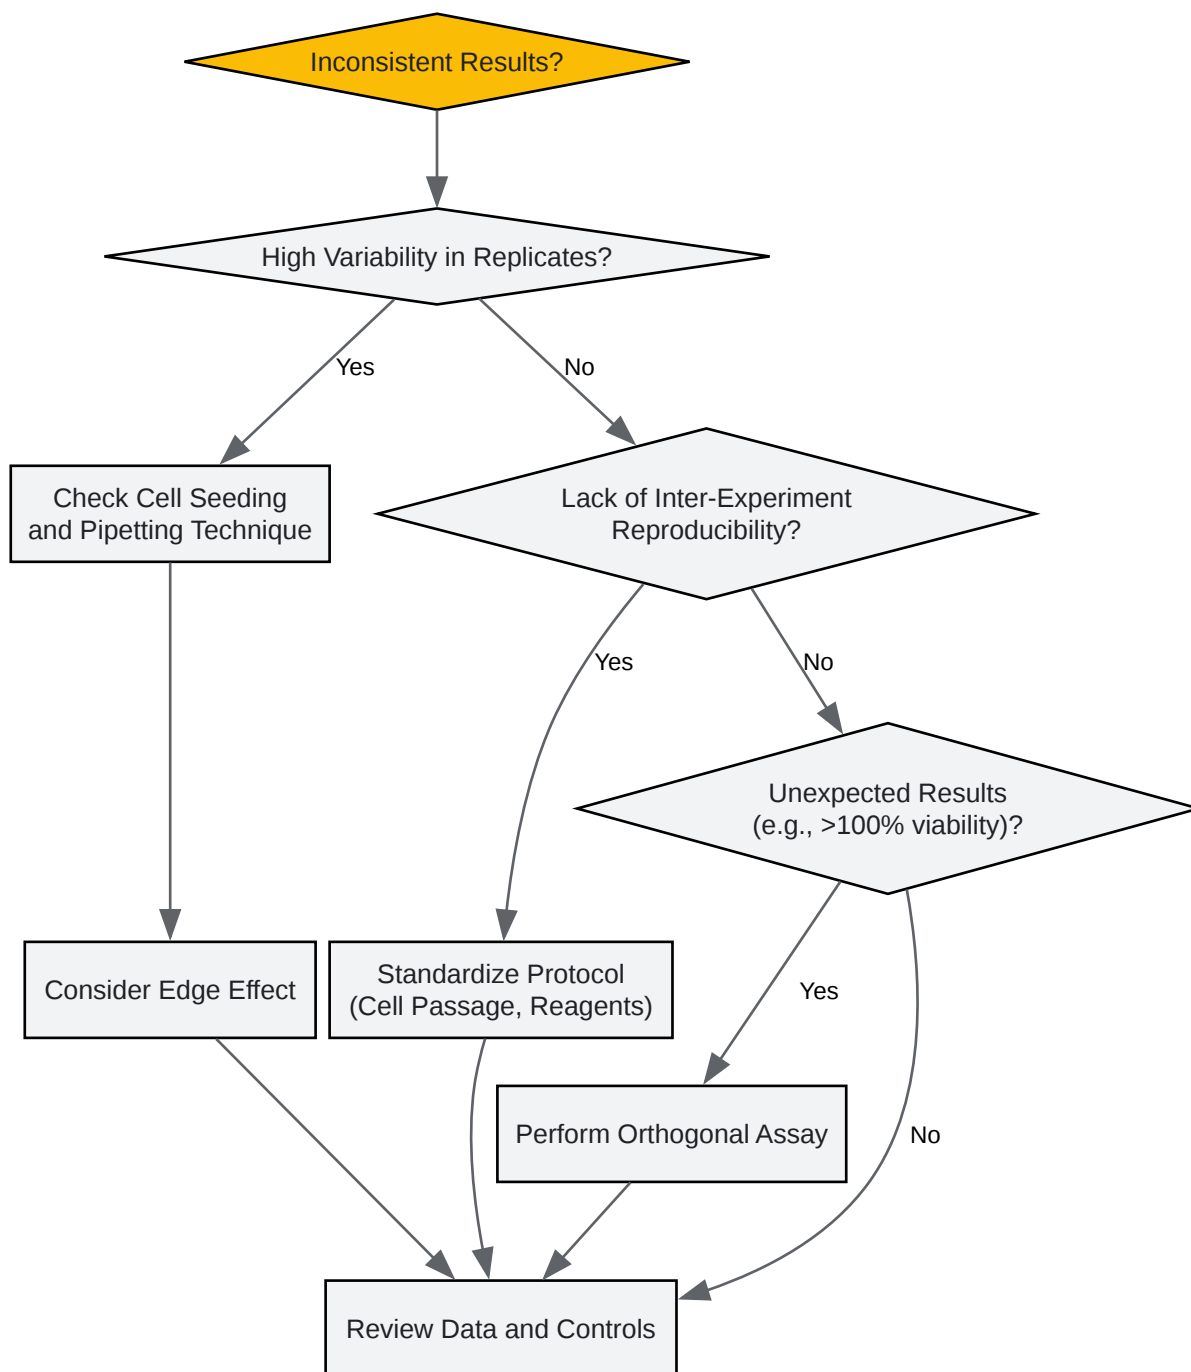 Inconsistent Results?
High Variability in Replicates?
Yes
No
Check Cell Seeding
and Pipetting Technique
Lack of Inter-Experiment
Reproducibility?
Yes
No
Unexpected Results
(e.g., >100% viability)?
Consider Edge Effect
Standardize Protocol
(Cell Passage, Reagents)
Yes
Perform Orthogonal Assay
No
Review Data and Controls